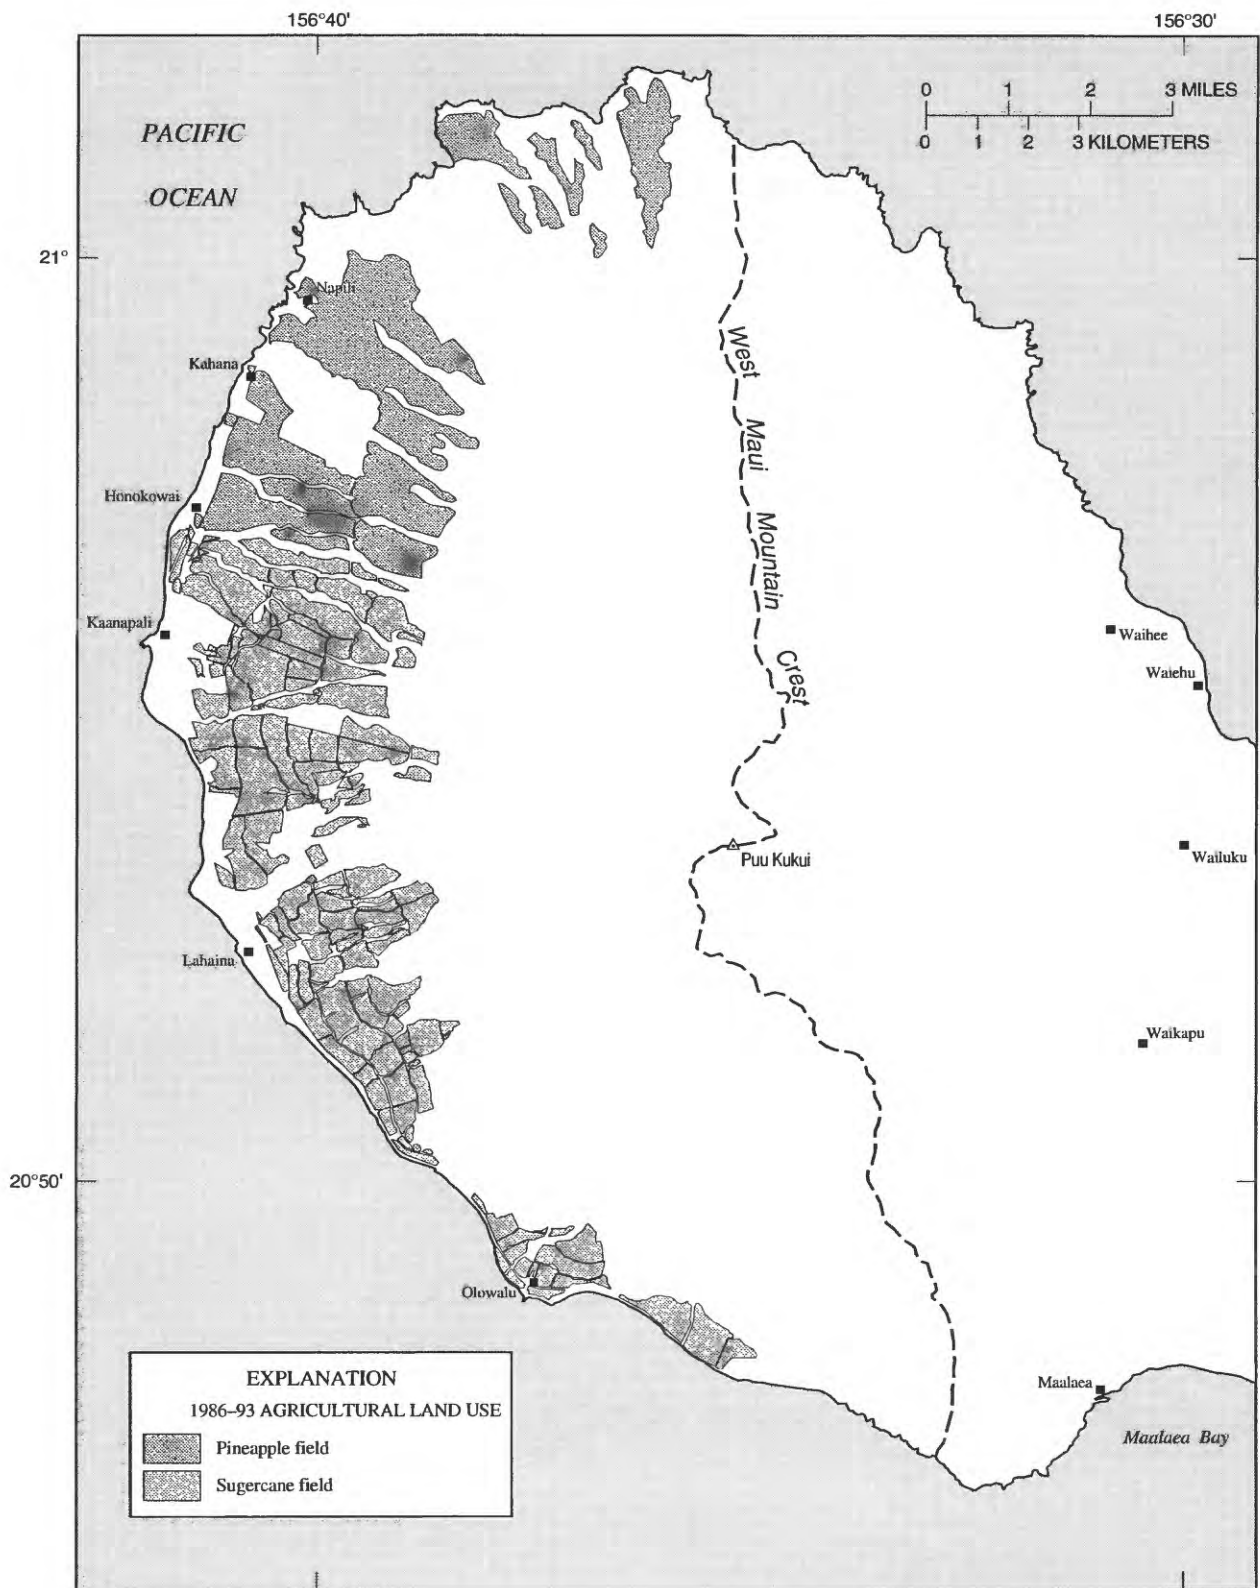 156°40'
156°30'
0 1 2 3 MILES
0 1 2 3 KILOMETERS
PACIFIC
OCEAN
21°
Napili
Kahana
West Maui Mountain Crest
Honokowai
Kaanapali
Waihee
Waiehu
Puu Kukui
Wailuku
Lahaina
Waikapu
20°50'
Olowalu
EXPLANATION
1986–93 AGRICULTURAL LAND USE
Pineapple field
Sugercane field
Maalaea
Maalaea Bay